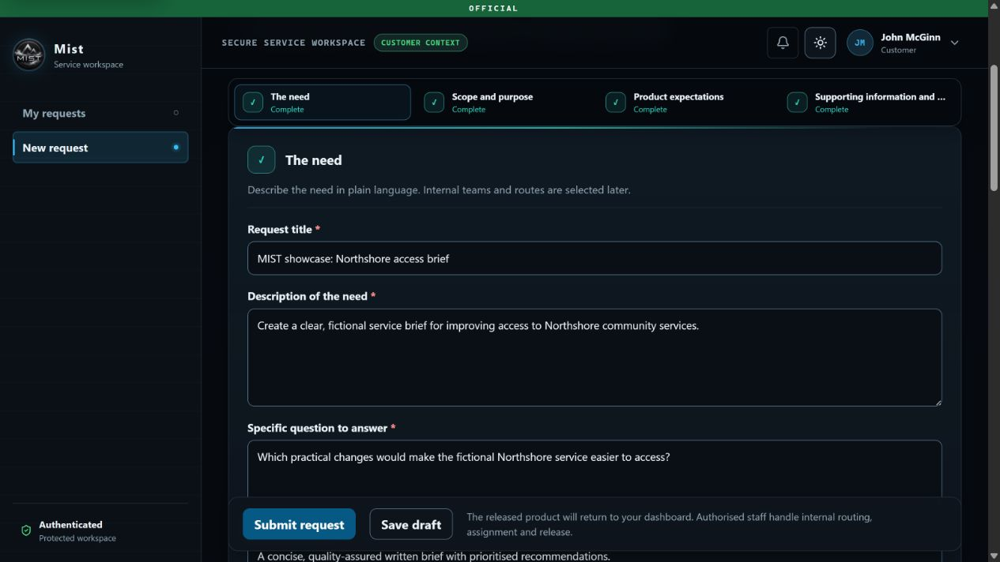 OFFICIAL
MIST
Mist
Service workspace
My requests
New request
Authenticated
Protected workspace
SECURE SERVICE WORKSPACE
CUSTOMER CONTEXT
JM
John McGinn
Customer
The need
Complete
Scope and purpose
Complete
Product expectations
Complete
Supporting information and ...
Complete
The need
Describe the need in plain language. Internal teams and routes are selected later.
Request title *
MIST showcase: Northshore access brief
Description of the need *
Create a clear, fictional service brief for improving access to Northshore community services.
Specific question to answer *
Which practical changes would make the fictional Northshore service easier to access?
Submit request
Save draft
The released product will return to your dashboard. Authorised staff handle internal routing,
assignment and release.
A concise, quality-assured written brief with prioritised recommendations.